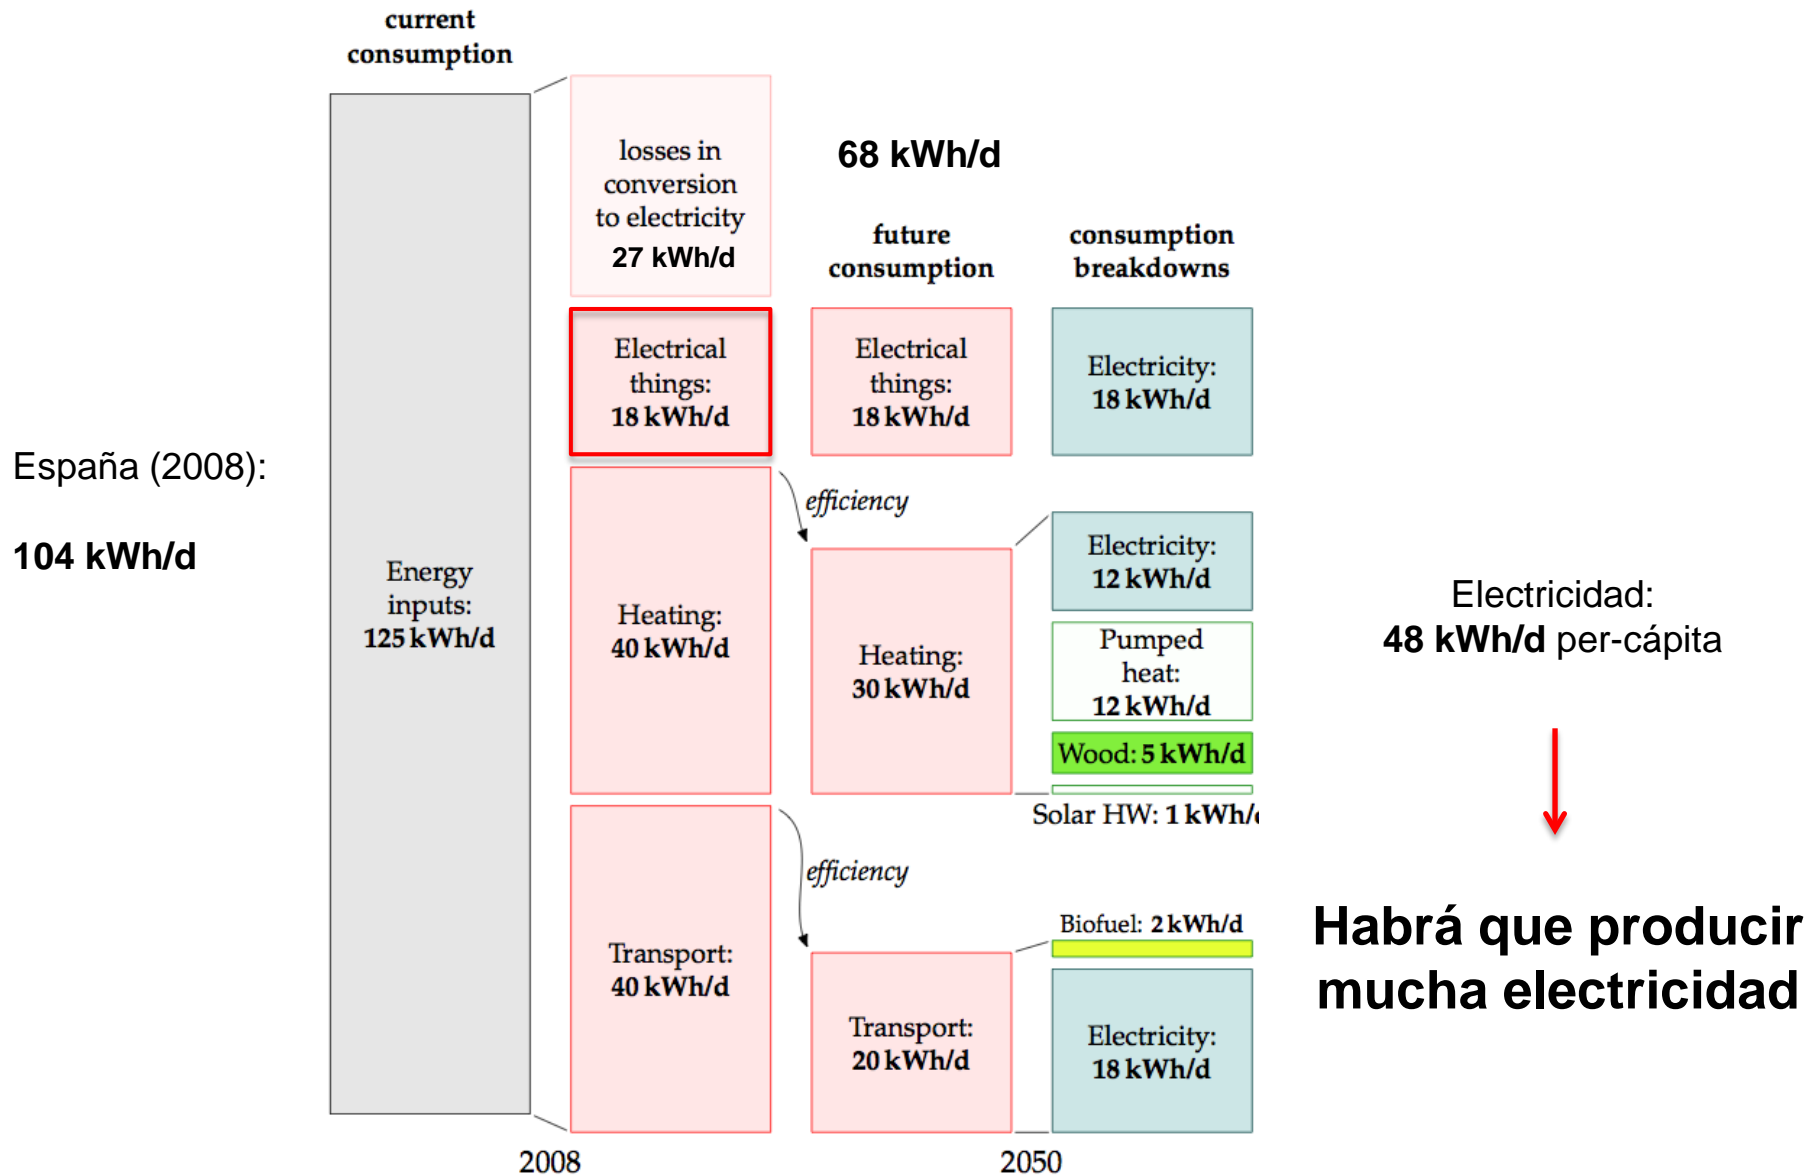 current
consumption
losses in
conversion
to electricity
27 kWh/d
68 kWh/d
future
consumption
consumption
breakdowns
Electrical
things:
18 kWh/d
Electrical
things:
18 kWh/d
Electricity:
18 kWh/d
España (2008):
104 kWh/d
Energy
inputs:
125 kWh/d
efficiency
Heating:
40 kWh/d
Heating:
30 kWh/d
Electricity:
12 kWh/d
Pumped
heat:
12 kWh/d
Wood: 5 kWh/d
Solar HW: 1 kWh/
Electricidad:
48 kWh/d per-cápita
efficiency
Transport:
40 kWh/d
Transport:
20 kWh/d
Biofuel: 2 kWh/d
Electricity:
18 kWh/d
Habrá que producir
mucha electricidad
2008
2050